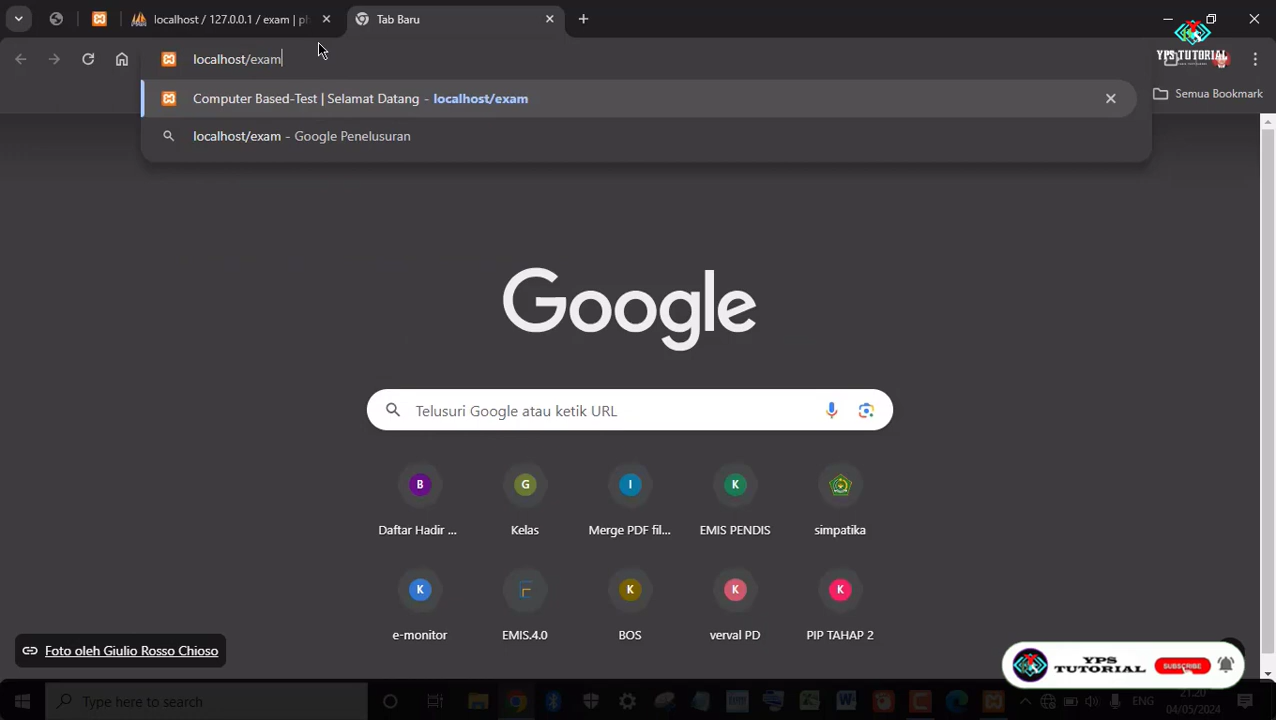 localhost / 127.0.0.1 / exam | ph
Tab Baru
localhost/exam
YPS TUTORIAL
Computer Based-Test | Selamat Datang - localhost/exam
Semua Bookmark
localhost/exam - Google Penelusuran
Google
Telusuri Google atau ketik URL
B
G
I
K
Daftar Hadir ...
Kelas
Merge PDF fil...
EMIS PENDIS
simpatika
K
K
K
K
e-monitor
EMIS.4.0
BOS
verval PD
PIP TAHAP 2
Foto oleh Giulio Rosso Chioso
YPS
TUTORIAL
SUBSCRIBE
Type here to search
ENG
21.20
04/05/2024